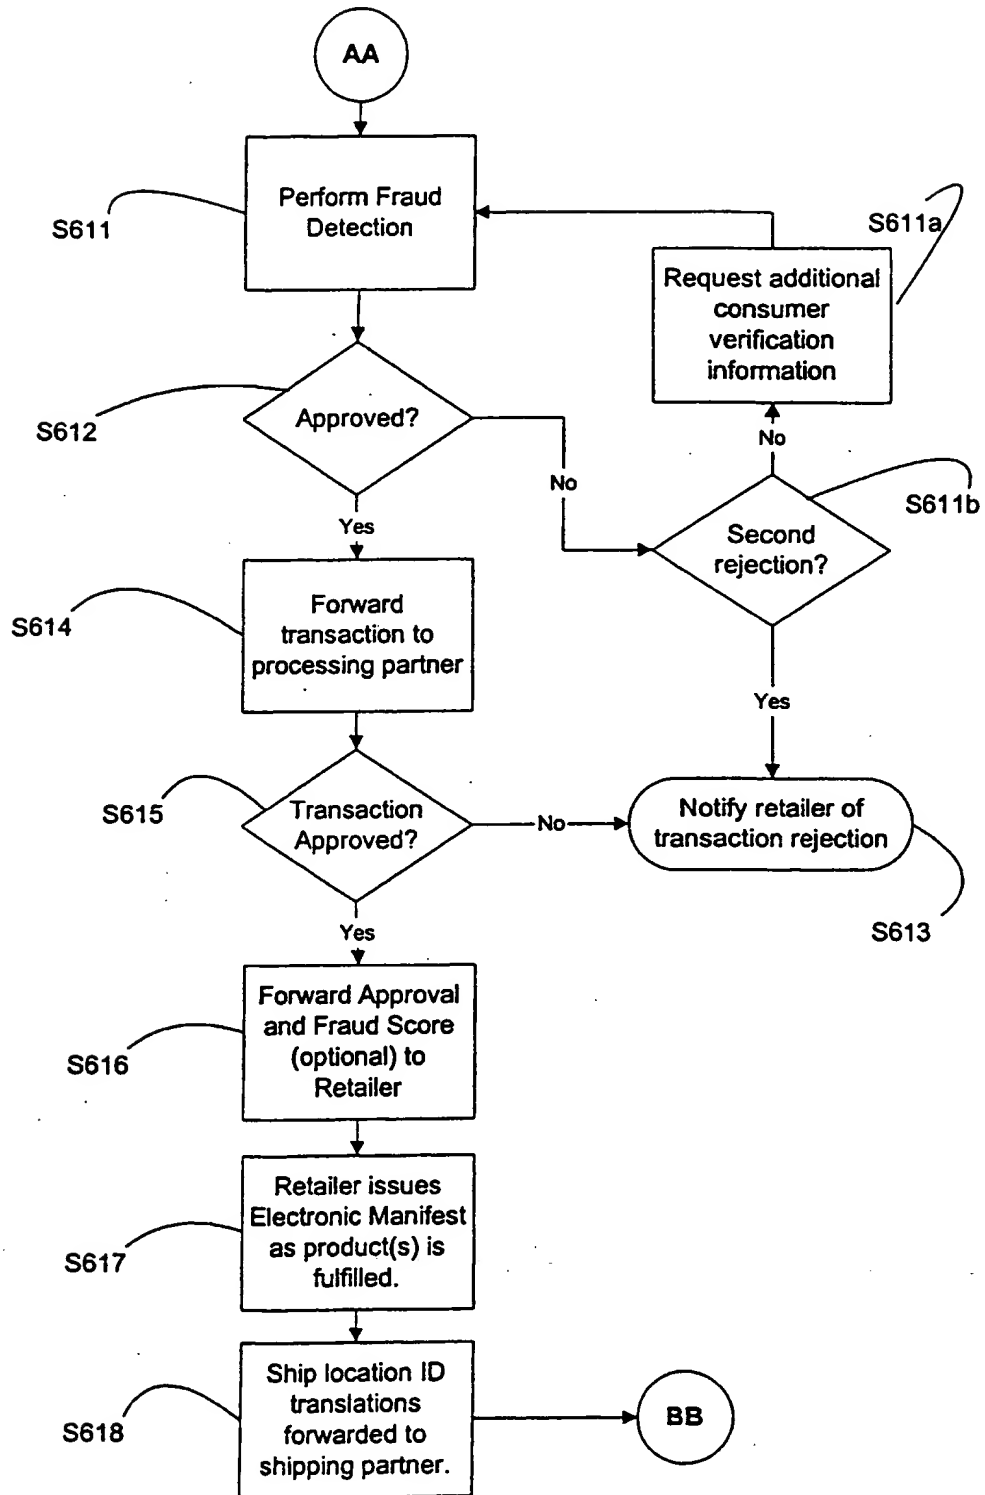 AA
Perform Fraud
Detection
S611
S611a
Request additional
consumer
verification
information
Approved?
S612
No
No
S611b
Second
rejection?
Yes
Forward
transaction to
processing partner
S614
Yes
Transaction
Approved?
S615
No
Notify retailer of
transaction rejection
S613
Yes
Forward Approval
and Fraud Score
(optional) to
Retailer
S616
Retailer issues
Electronic Manifest
as product(s) is
fulfilled.
S617
Ship location ID
translations
forwarded to
shipping partner.
S618
BB